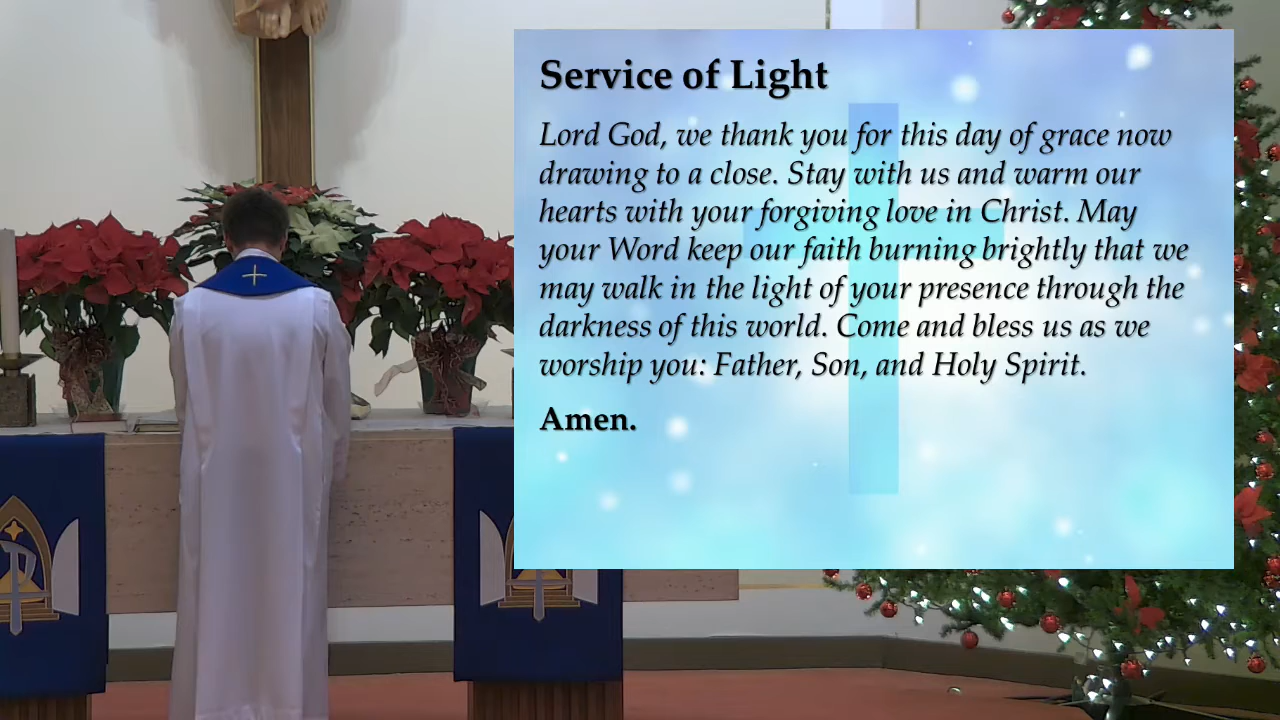 Service of Light
Lord God, we thank you for this day of grace now
drawing to a close. Stay with us and warm our
hearts with your forgiving love in Christ. May
your Word keep our faith burning brightly that we
may walk in the light of your presence through the
darkness of this world. Come and bless us as we
worship you: Father, Son, and Holy Spirit.
Amen.